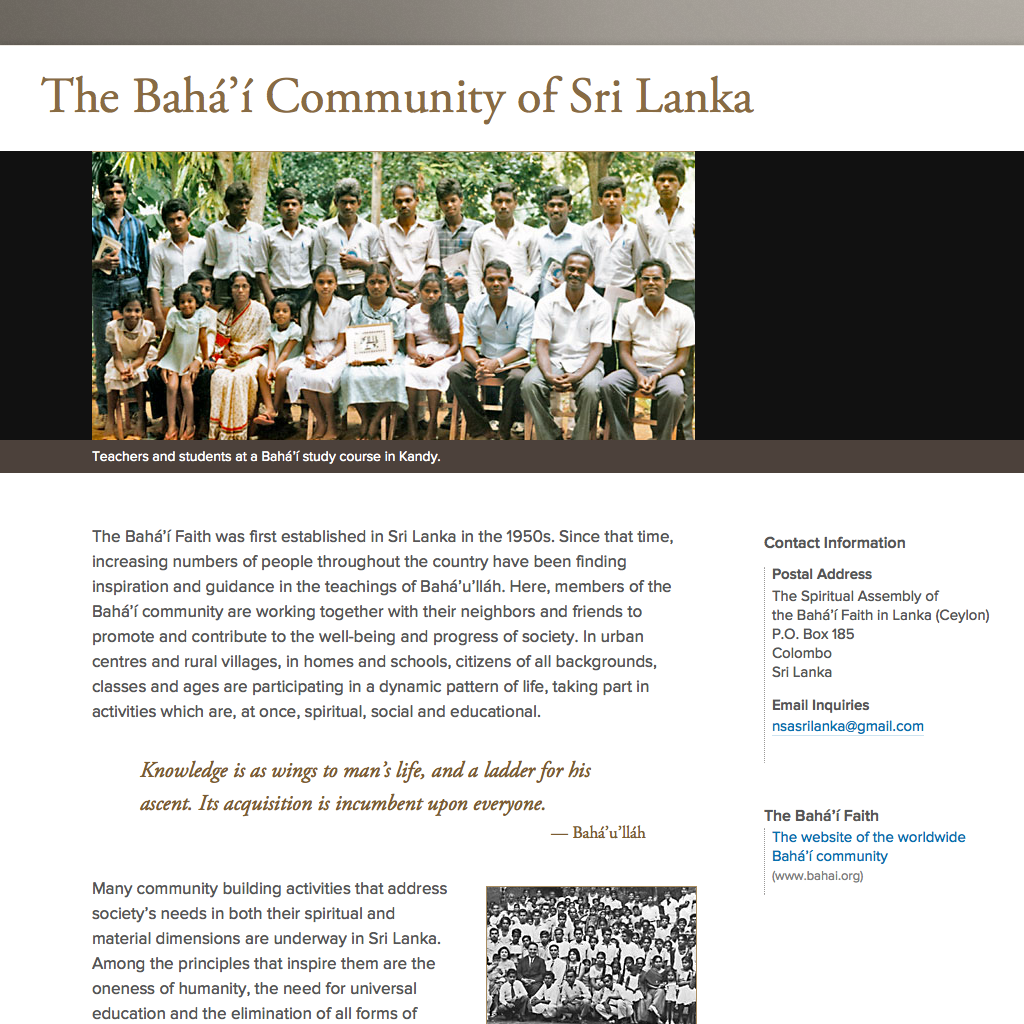 The Bahá’í Community of Sri Lanka
Teachers and students at a Bahá’í study course in Kandy.
The Bahá’í Faith was first established in Sri Lanka in the 1950s. Since that time,
increasing numbers of people throughout the country have been finding
inspiration and guidance in the teachings of Bahá’u’lláh. Here, members of the
Bahá’í community are working together with their neighbors and friends to
promote and contribute to the well-being and progress of society. In urban
centres and rural villages, in homes and schools, citizens of all backgrounds,
classes and ages are participating in a dynamic pattern of life, taking part in
activities which are, at once, spiritual, social and educational.
Knowledge is as wings to man’s life, and a ladder for his
ascent. Its acquisition is incumbent upon everyone.
— Bahá’u’lláh
Many community building activities that address
society’s needs in both their spiritual and
material dimensions are underway in Sri Lanka.
Among the principles that inspire them are the
oneness of humanity, the need for universal
education and the elimination of all forms of
Contact Information
Postal Address
The Spiritual Assembly of
the Bahá’í Faith in Lanka (Ceylon)
P.O. Box 185
Colombo
Sri Lanka
Email Inquiries
nsasrilanka@gmail.com
The Bahá’í Faith
The website of the worldwide
Bahá’í community
(www.bahai.org)